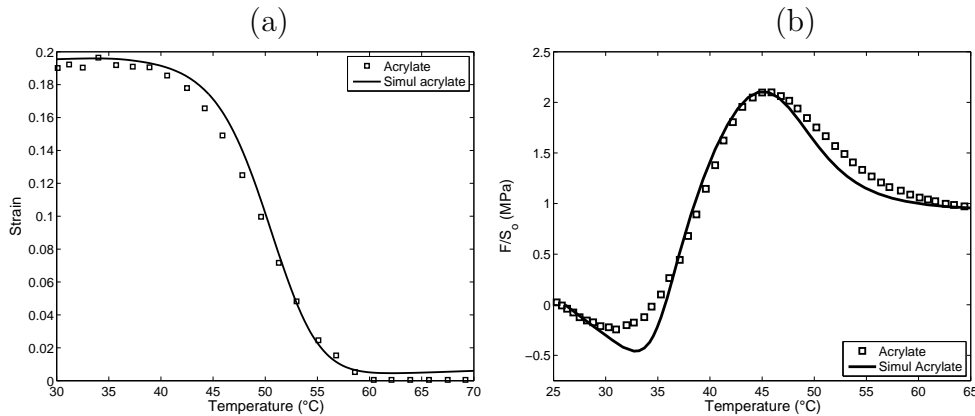 (a)
Strain
0.2
0.18
0.16
0.14
0.12
0.1
0.08
0.06
0.04
0.02
0
30 35 40 45 50 55 60 65 70
Temperature (°C)
Acrylate
Simul acrylate
(b)
F/So (MPa)
2.5
2
1.5
1
0.5
0
−0.5
−1
25 30 35 40 45 50 55 60 65
Temperature (°C)
Acrylate
Simul Acrylate